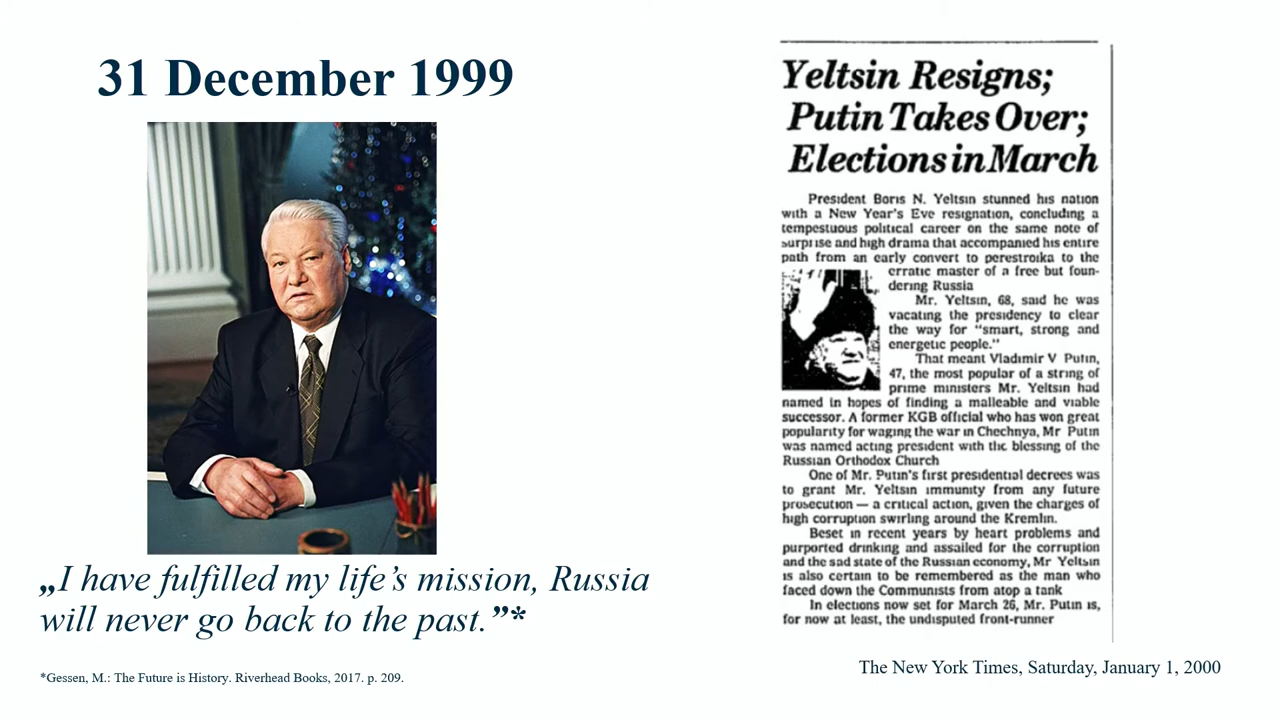 31 December 1999
„I have fulfilled my life’s mission, Russia
will never go back to the past.”*
*Gessen, M.: The Future is History. Riverhead Books, 2017. p. 209.
Yeltsin Resigns;
Putin Takes Over;
Elections in March
President Boris N. Yeltsin stunned his nation
with a New Year's Eve resignation, concluding a
tempestuous political career on the same note of
surprise and high drama that accompanied his entire
path from an early convert to perestroika to the
erratic master of a free but foun-
dering Russia
Mr. Yeltsin, 68, said he was
vacating the presidency to clear
the way for "smart, strong and
energetic people."
That meant Vladimir V Putin,
47, the most popular of a string of
prime ministers Mr. Yeltsin had
named in hopes of finding a malleable and viable
successor. A former KGB official who has won great
popularity for waging the war in Chechnya, Mr Putin
was named acting president with the blessing of the
Russian Orthodox Church
One of Mr. Putin's first presidential decrees was
to grant Mr. Yeltsin immunity from any future
prosecution — a critical action, given the charges of
high corruption swirling around the Kremlin.
Beset in recent years by heart problems and
purported drinking and assailed for the corruption
and the sad state of the Russian economy, Mr Yeltsin
is also certain to be remembered as the man who
faced down the Communists from atop a tank
In elections now set for March 26, Mr. Putin is,
for now at least, the undisputed front-runner
The New York Times, Saturday, January 1, 2000